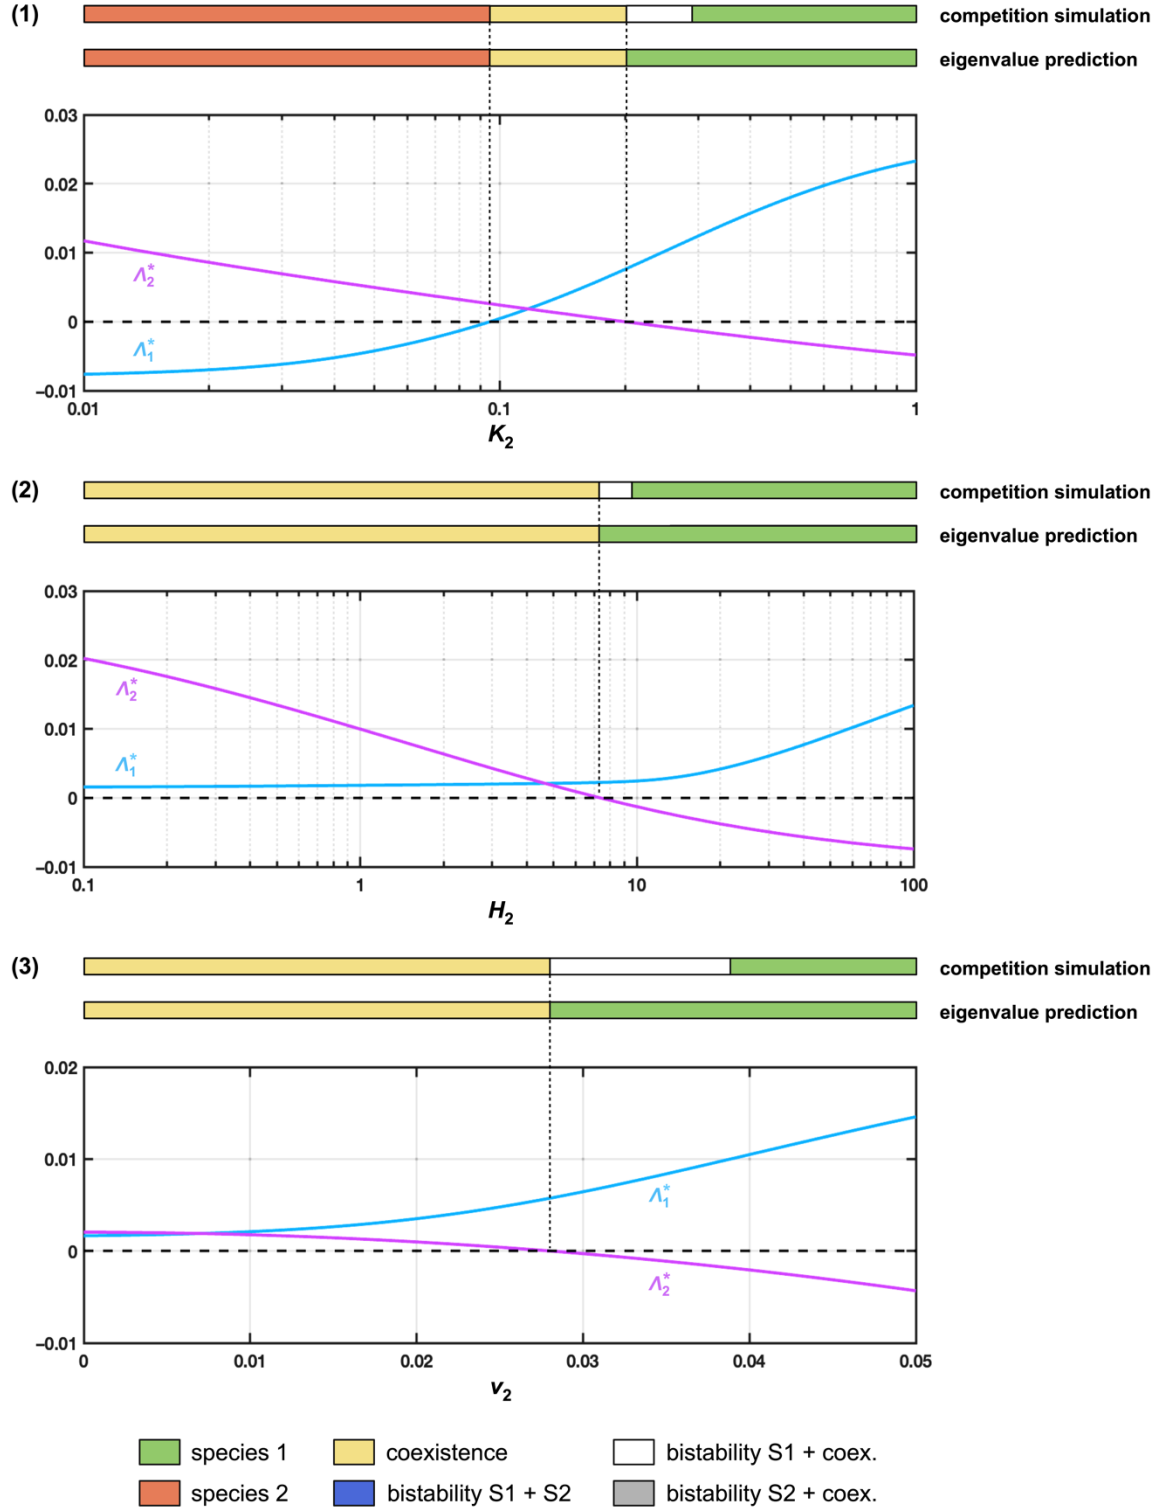 (1)
competition simulation
eigenvalue prediction
0.03
0.02
0.01
0
−0.01
Λ₂*
Λ₁*
0.01 0.1 1
K₂
(2)
competition simulation
eigenvalue prediction
0.03
0.02
0.01
0
−0.01
Λ₂*
Λ₁*
0.1 1 10 100
H₂
(3)
competition simulation
eigenvalue prediction
0.02
0.01
0
−0.01
Λ₁*
Λ₂*
0 0.01 0.02 0.03 0.04 0.05
v₂
species 1 coexistence bistability S1 + coex.
species 2 bistability S1 + S2 bistability S2 + coex.